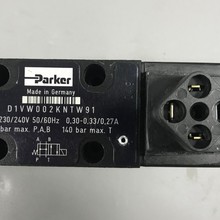 Parker
Made in Germany
D1VW002KNTW91
230/240V 50/60Hz 0,30-0,33/0,27A
bar max. P,A,B 140 bar max. T
A B
P T